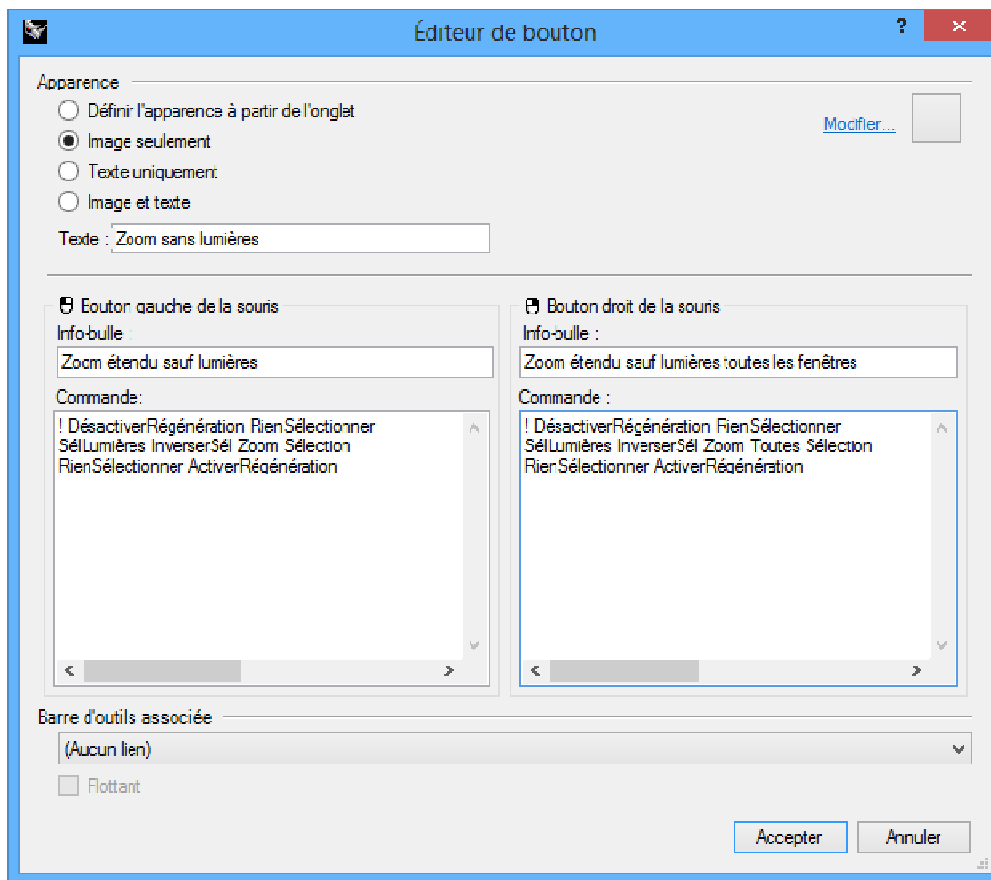 Éditeur de bouton
?
Apparence
Définir l'apparence à partir de l'onglet
Image seulement
Modifier...
Texte uniquement
Image et texte
Texte : Zoom sans lumières
Bouton gauche de la souris
Info-bulle :
Zoom étendu sauf lumières
Commande:
! DésactiverRégénération RienSélectionner
SélLumières InverserSél Zoom Sélection
RienSélectionner ActiverRégénération
Bouton droit de la souris
Info-bulle :
Zoom étendu sauf lumières toutes les fenêtres
Commande :
! DésactiverRégénération RienSélectionner
SélLumières InverserSél Zoom Toutes Sélection
RienSélectionner ActiverRégénération
Barre d'outils associée
(Aucun lien)
Flottant
Accepter
Annuler